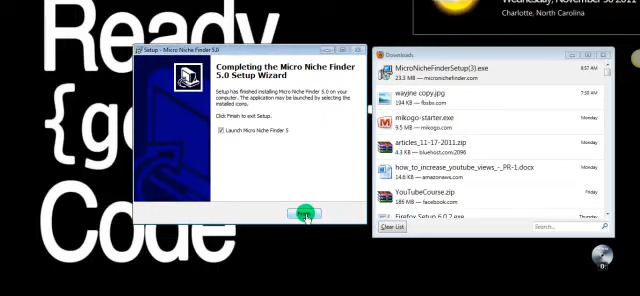 Ready
{go
Code
Wednesday, November 30 2011
Charlotte, North Carolina
Setup - Micro Niche Finder 5.0
Completing the Micro Niche Finder
5.0 Setup Wizard
Setup has finished installing Micro Niche Finder 5.0 on your
computer. The application may be launched by selecting the
installed icons.
Click Finish to exit Setup.
Launch Micro Niche Finder 5
Finish
Downloads
MicroNicheFinderSetup(3).exe
8:57 AM
23.3 MB — micronichefinder.com
wayjne copy.jpg
7:50 AM
194 KB — fbsbx.com
mikogo-starter.exe
Monday
9.5 MB — mikogo.com
articles_11-17-2011.zip
Monday
4.3 KB — bluehost.com:2096
how_to_increase_youtube_views_-_PR-1.docx
Monday
14.6 KB — amazonaws.com
YouTubeCourse.zip
Friday
186 MB — facebook.com
Firefox Setup 6.0.2.exe
Thursday
Clear List
Search...
D: